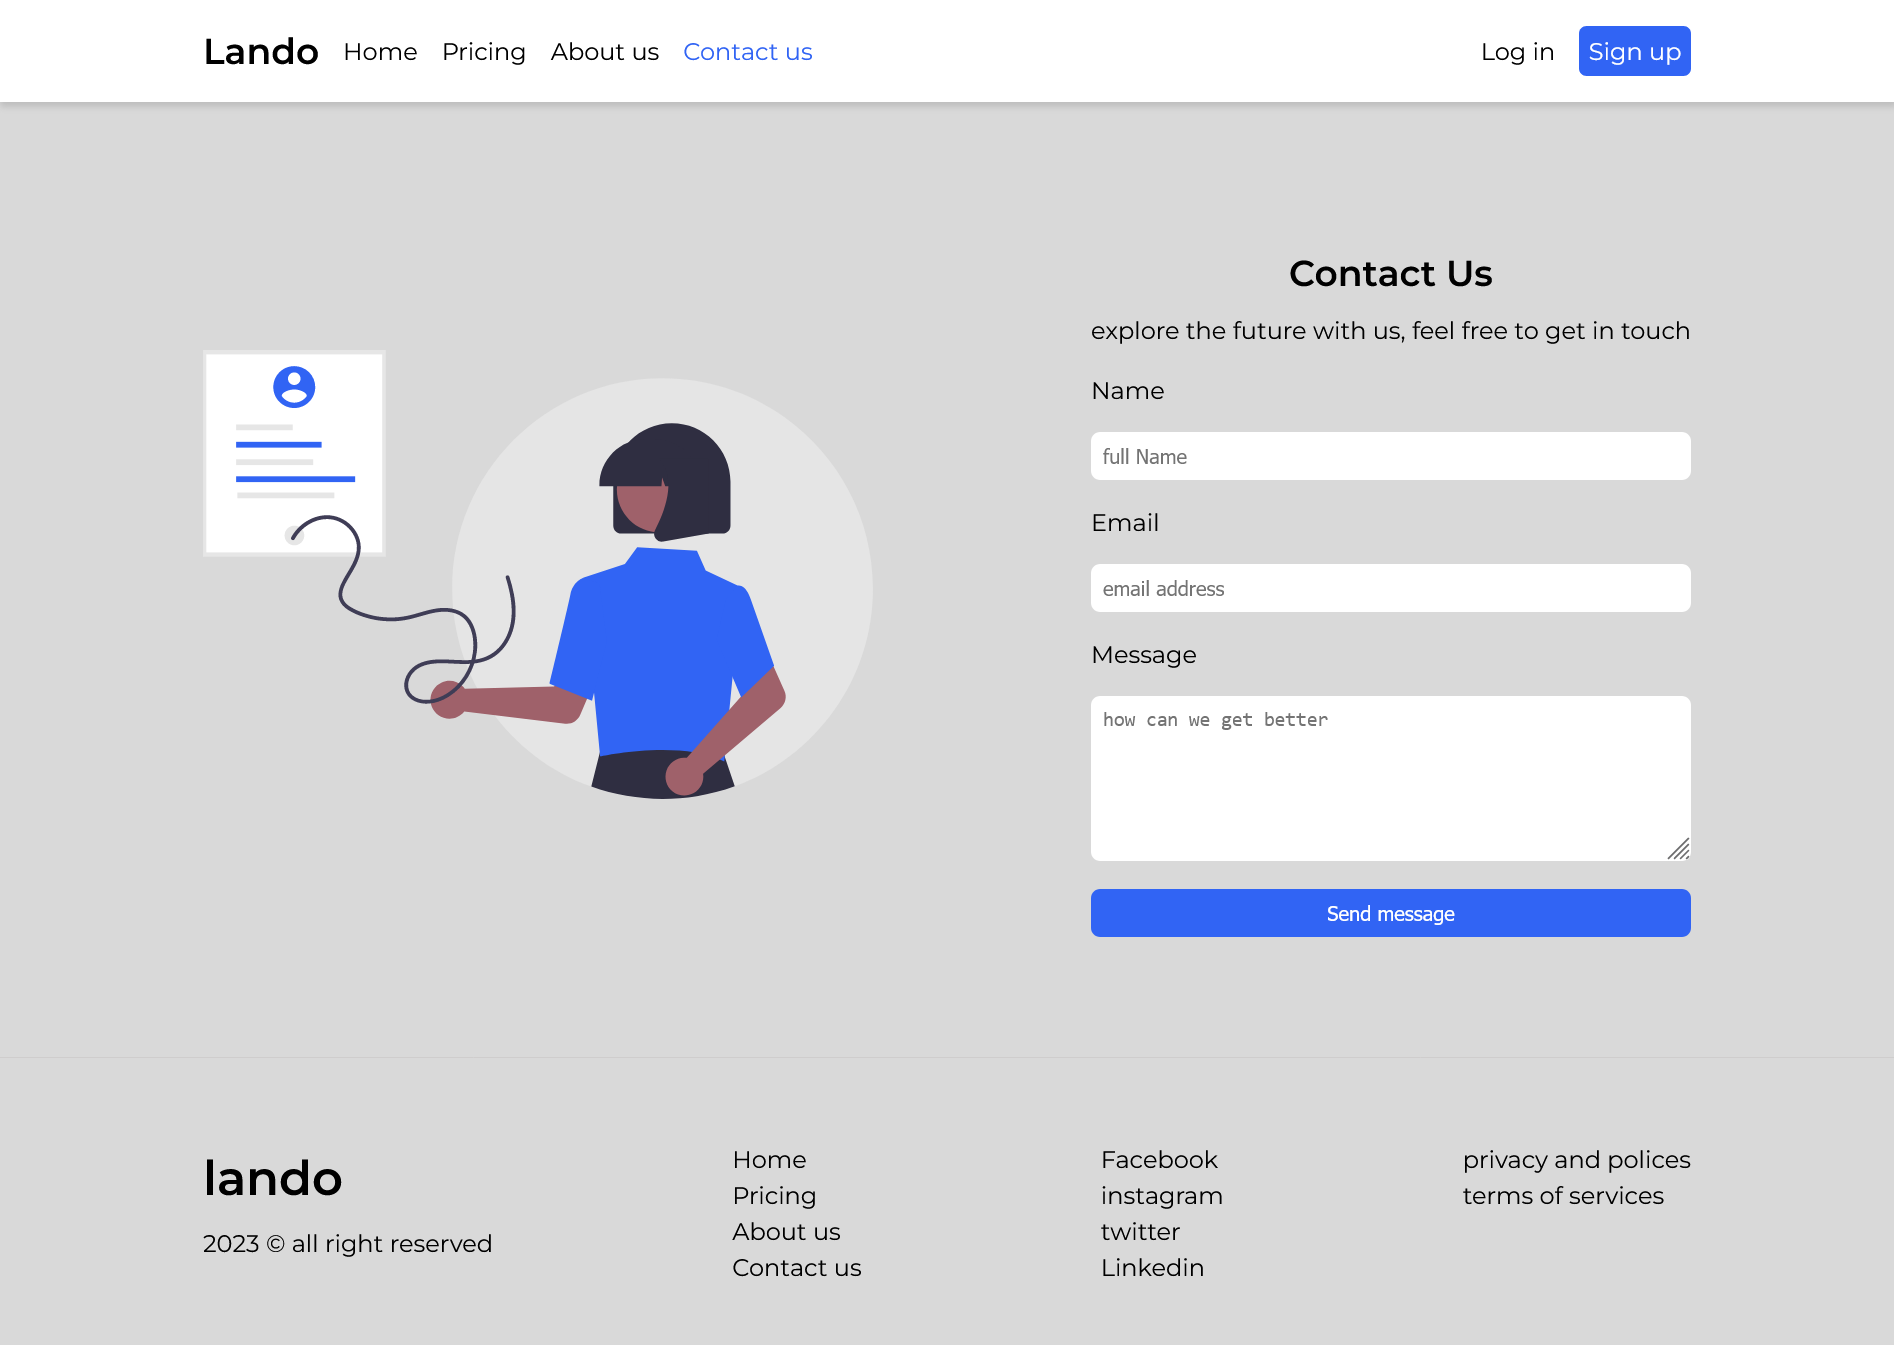 Lando Home Pricing About us Contact us Log in Sign up
Contact Us
explore the future with us, feel free to get in touch
Name
full Name
Email
email address
Message
how can we get better
Send message
lando
2023 © all right reserved
Home
Pricing
About us
Contact us
Facebook
instagram
twitter
Linkedin
privacy and polices
terms of services